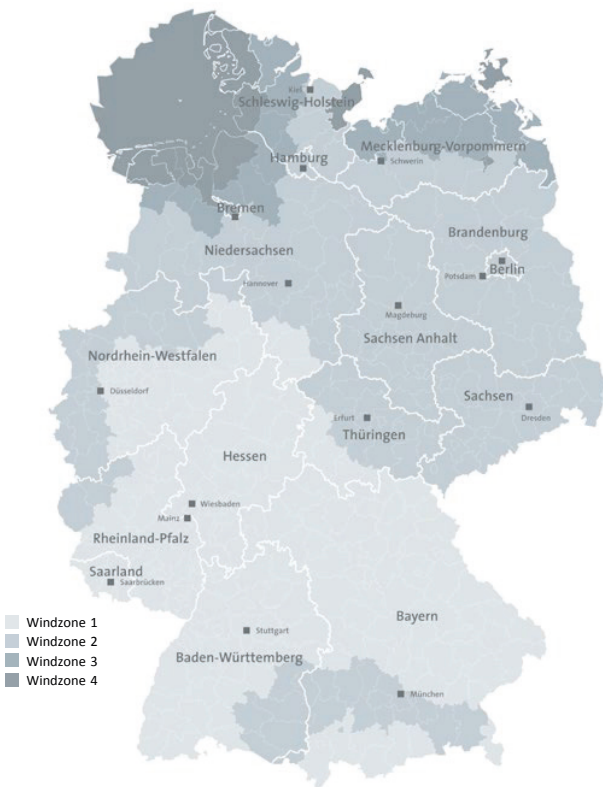 Kiel
Schleswig-Holstein
Mecklenburg-Vorpommern
Hamburg
Schwerin
Bremen
Brandenburg
Niedersachsen
Berlin
Potsdam
Hannover
Magdeburg
Sachsen Anhalt
Nordrhein-Westfalen
Düsseldorf
Sachsen
Erfurt
Dresden
Thüringen
Hessen
Wiesbaden
Mainz
Rheinland-Pfalz
Saarland
Saarbrücken
Bayern
Windzone 1
Stuttgart
Windzone 2
Baden-Württemberg
Windzone 3
Windzone 4
München